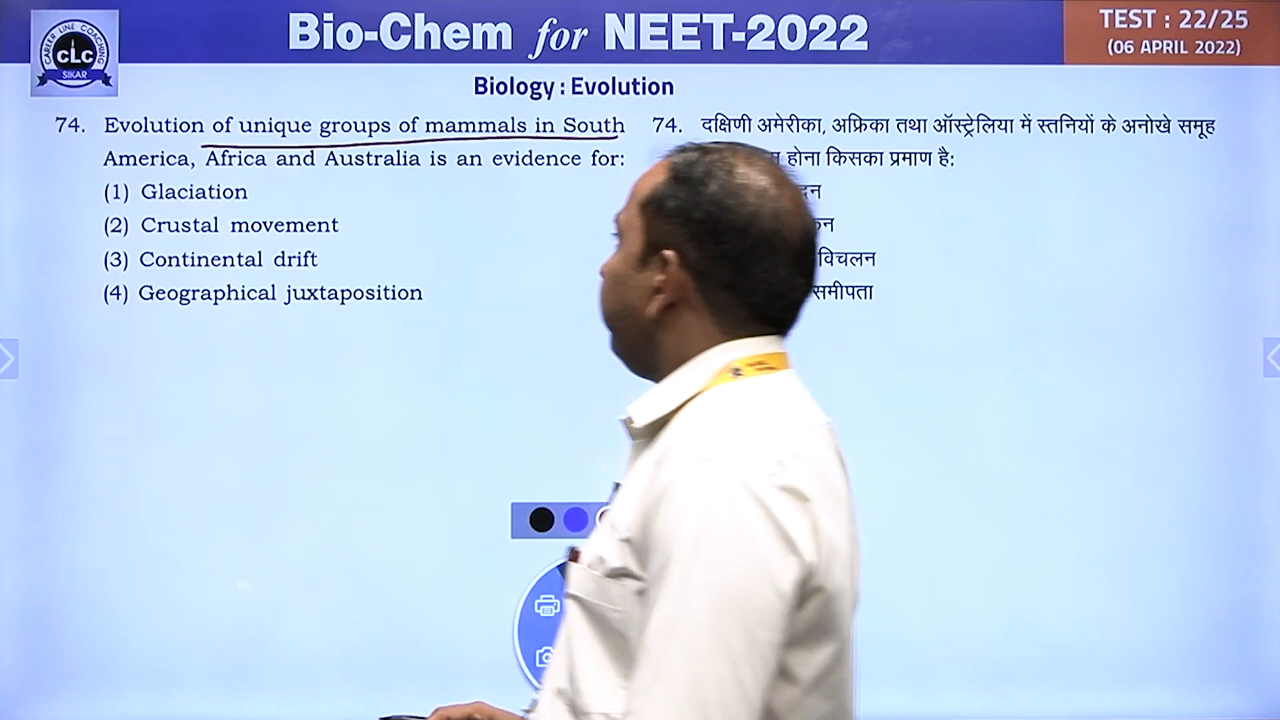 CAREER LINE COACHING
CLC
SIKAR
Bio-Chem for NEET-2022
TEST : 22/25
(06 APRIL 2022)
Biology : Evolution
74. Evolution of unique groups of mammals in South
America, Africa and Australia is an evidence for:
(1) Glaciation
(2) Crustal movement
(3) Continental drift
(4) Geographical juxtaposition
74. दक्षिणी अमेरीका, अफ्रिका तथा ऑस्ट्रेलिया में स्तनियों के अनोखे समूह
होना किसका प्रमाण है:
विचलन
समीपता